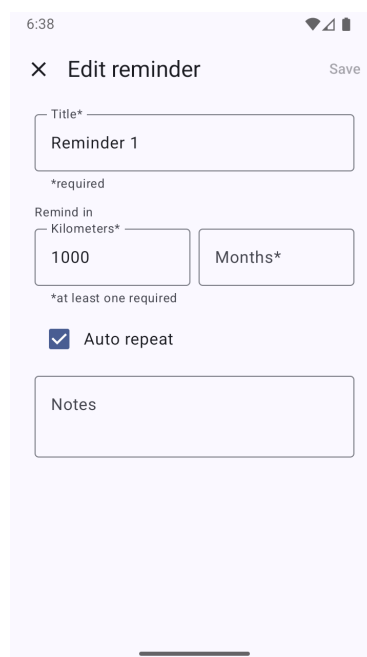 6:38
Edit reminder Save
Title*
Reminder 1
*required
Remind in
Kilometers*
1000 Months*
*at least one required
Auto repeat
Notes